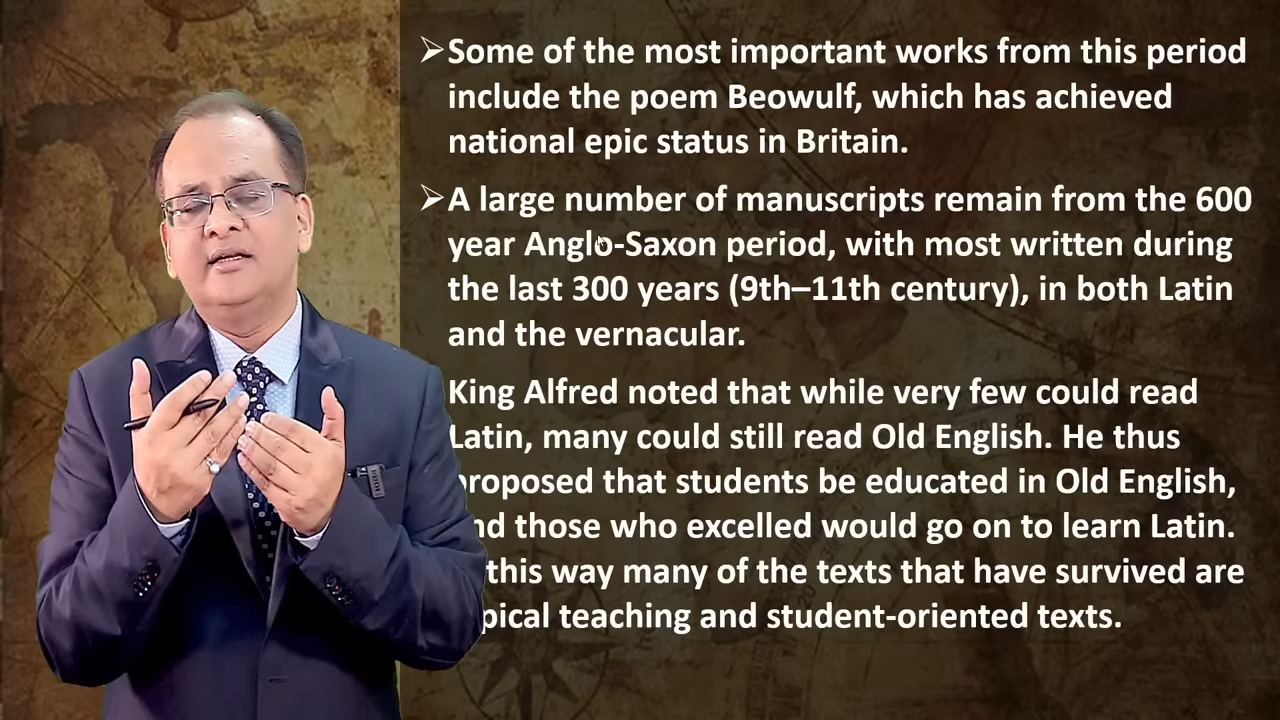 Some of the most important works from this period
include the poem Beowulf, which has achieved
national epic status in Britain.
A large number of manuscripts remain from the 600
year Anglo-Saxon period, with most written during
the last 300 years (9th–11th century), in both Latin
and the vernacular.
King Alfred noted that while very few could read
Latin, many could still read Old English. He thus
proposed that students be educated in Old English,
and those who excelled would go on to learn Latin.
this way many of the texts that have survived are
teaching and student-oriented texts.